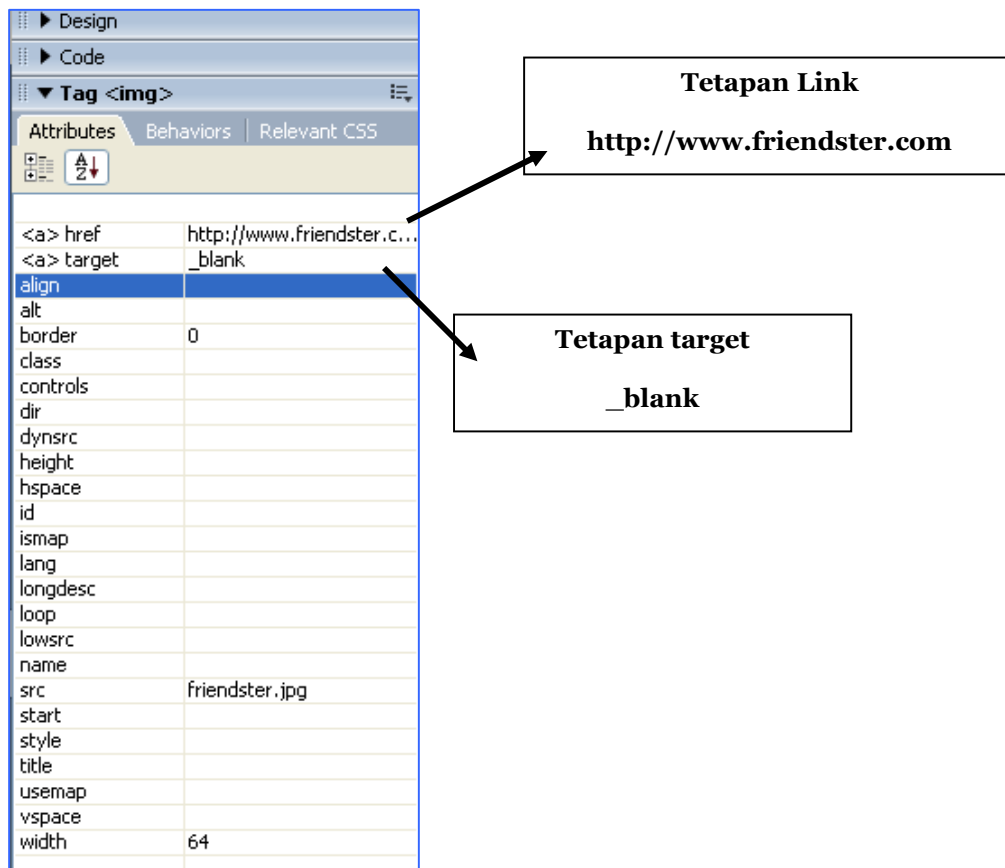 Design
Code
Tag <img>
Attributes Behaviors Relevant CSS
A
Z
<a> href http://www.friendster.c...
<a> target _blank
align
alt
border 0
class
controls
dir
dynsrc
height
hspace
id
ismap
lang
longdesc
loop
lowsrc
name
src friendster.jpg
start
style
title
usemap
vspace
width 64
Tetapan Link
http://www.friendster.com
Tetapan target
_blank